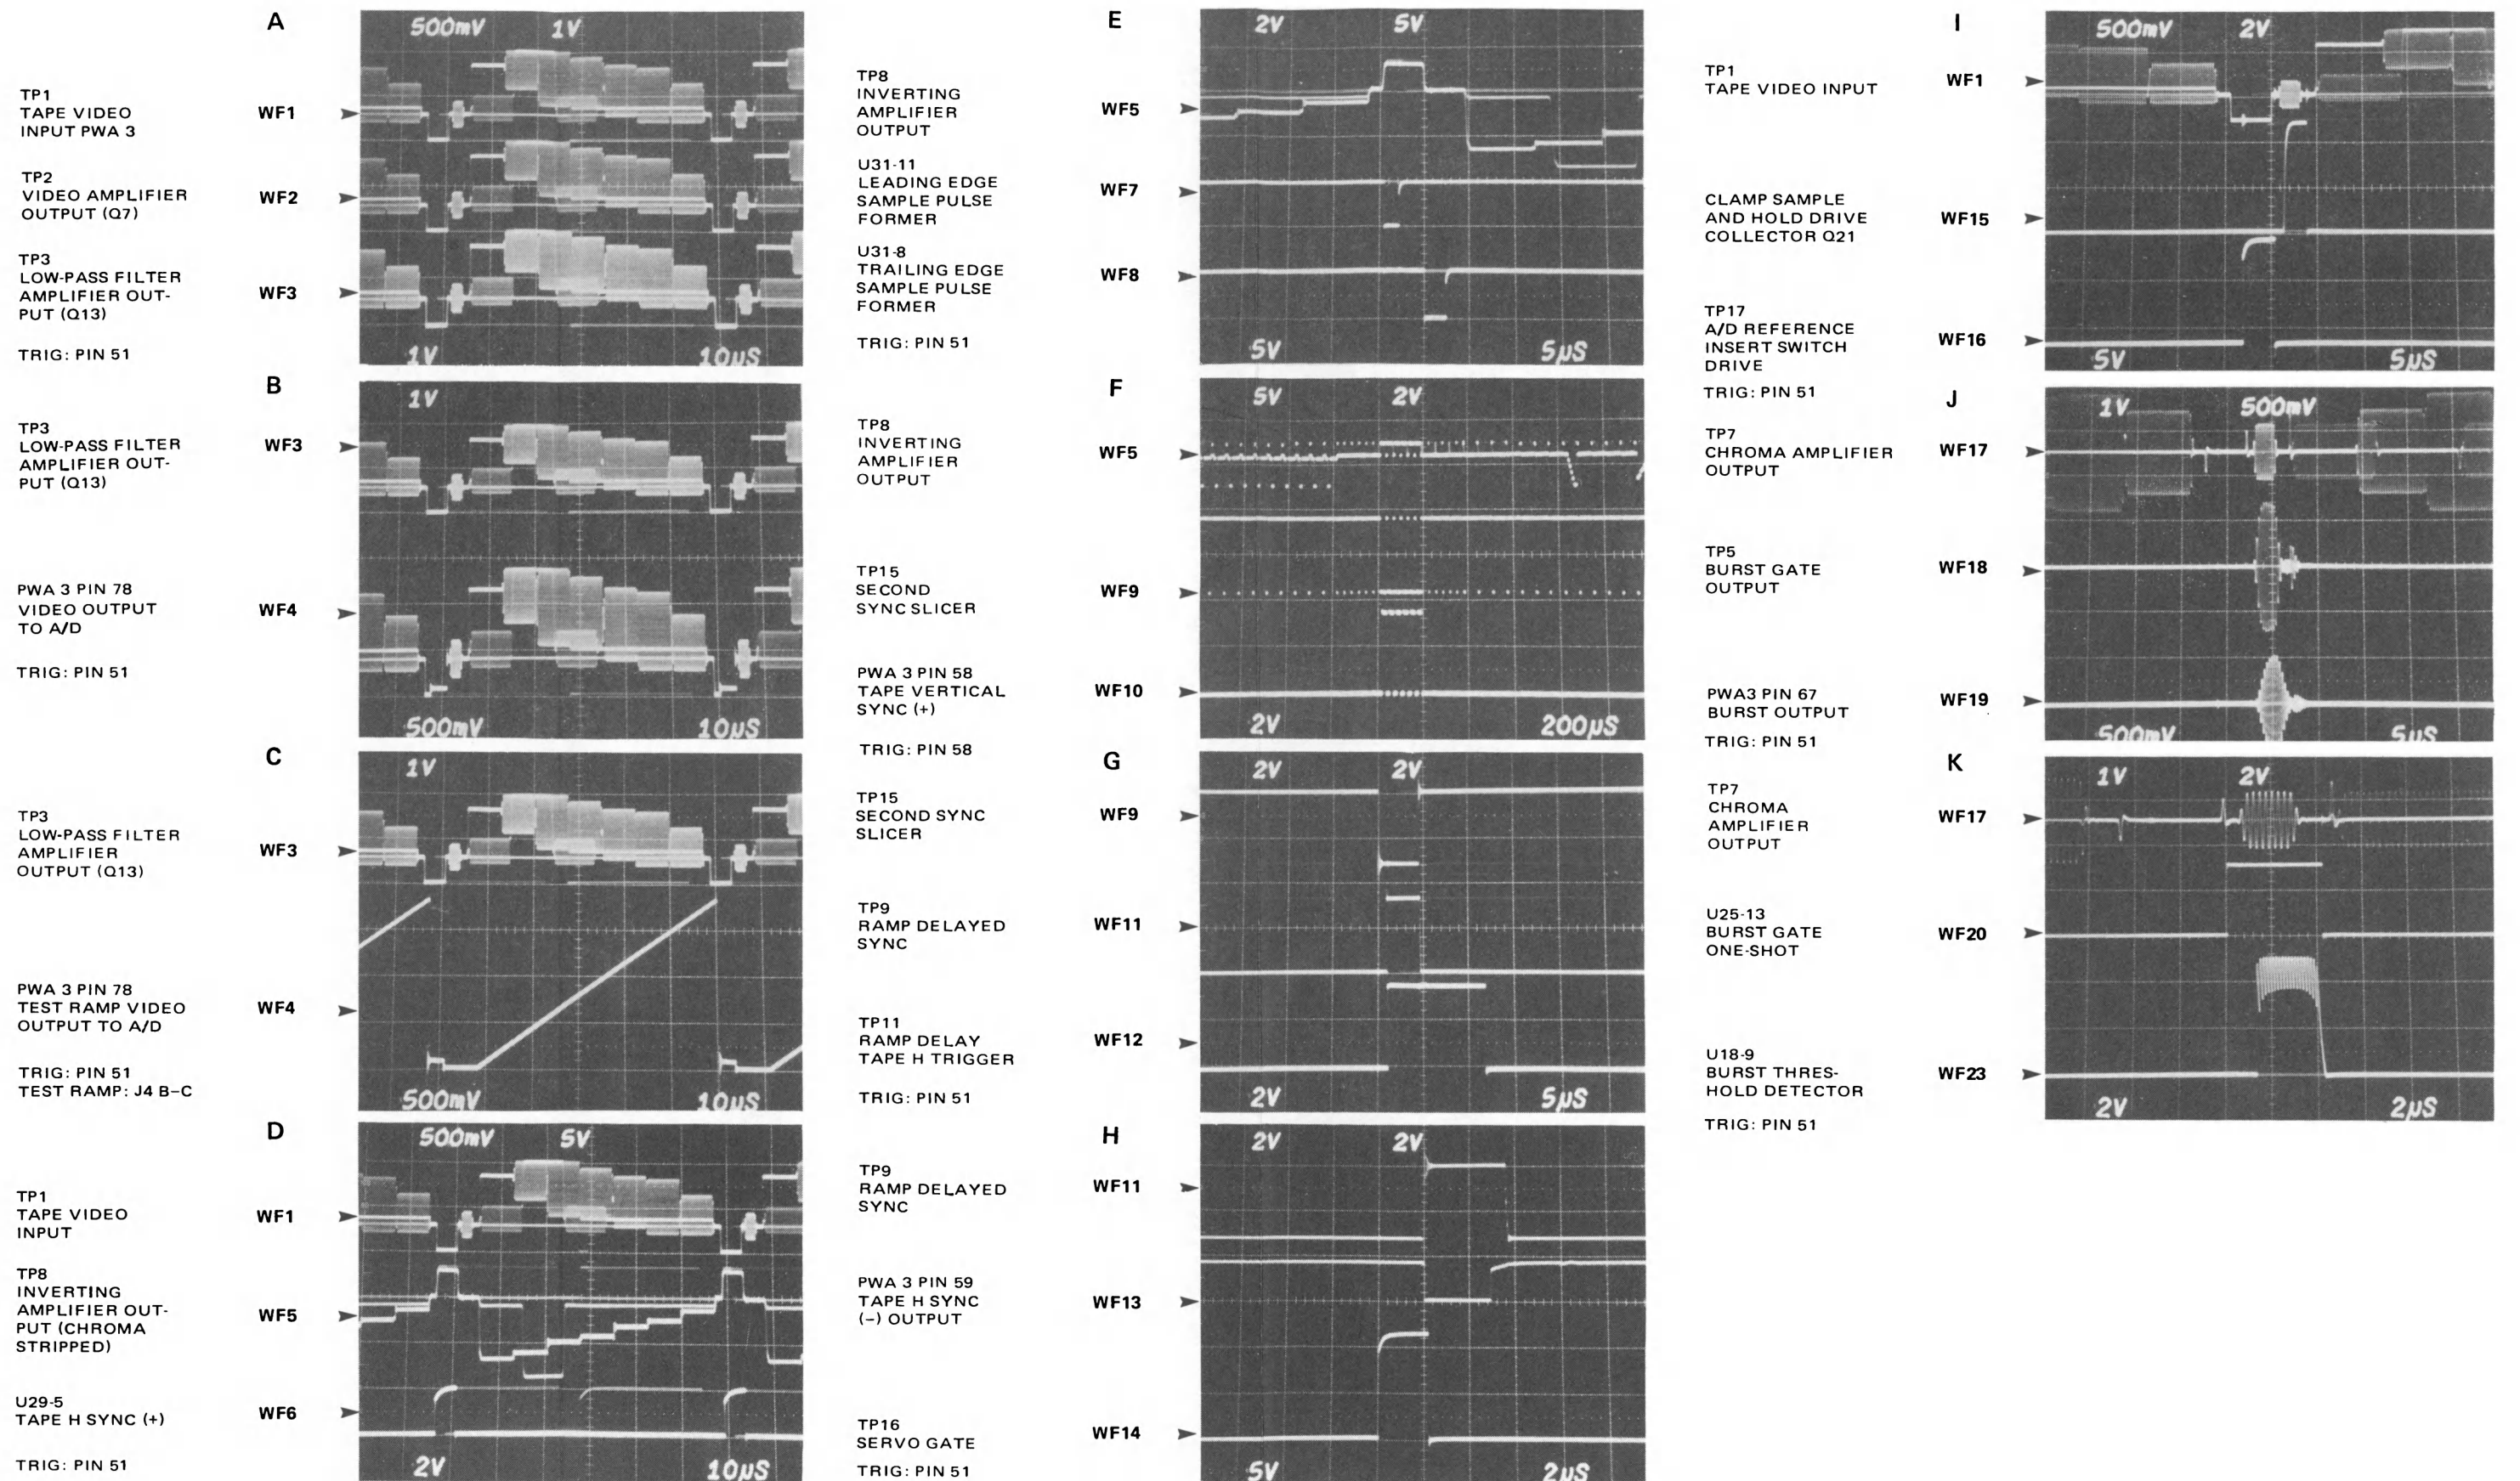 A
500mV 1V
TP1
TAPE VIDEO
INPUT PWA 3
WF1
TP2
VIDEO AMPLIFIER
OUTPUT (Q7)
WF2
TP3
LOW-PASS FILTER
AMPLIFIER OUT-
PUT (Q13)
WF3
TRIG: PIN 51
1V 10µS
B
1V
TP3
LOW-PASS FILTER
AMPLIFIER OUT-
PUT (Q13)
WF3
PWA 3 PIN 78
VIDEO OUTPUT
TO A/D
WF4
TRIG: PIN 51
500mV 10µS
C
1V
TP3
LOW-PASS FILTER
AMPLIFIER
OUTPUT (Q13)
WF3
PWA 3 PIN 78
TEST RAMP VIDEO
OUTPUT TO A/D
WF4
TRIG: PIN 51
TEST RAMP: J4 B–C
500mV 10µS
D
500mV 5V
TP1
TAPE VIDEO
INPUT
WF1
TP8
INVERTING
AMPLIFIER OUT-
PUT (CHROMA
STRIPPED)
WF5
U29-5
TAPE H SYNC (+)
WF6
TRIG: PIN 51
2V 10µS
E
2V 5V
TP8
INVERTING
AMPLIFIER
OUTPUT
WF5
U31-11
LEADING EDGE
SAMPLE PULSE
FORMER
WF7
U31-8
TRAILING EDGE
SAMPLE PULSE
FORMER
WF8
TRIG: PIN 51
5V 5µS
F
5V 2V
TP8
INVERTING
AMPLIFIER
OUTPUT
WF5
TP15
SECOND
SYNC SLICER
WF9
PWA 3 PIN 58
TAPE VERTICAL
SYNC (+)
WF10
TRIG: PIN 58
2V 200µS
G
2V 2V
TP15
SECOND SYNC
SLICER
WF9
TP9
RAMP DELAYED
SYNC
WF11
TP11
RAMP DELAY
TAPE H TRIGGER
WF12
TRIG: PIN 51
2V 5µS
H
2V 2V
TP9
RAMP DELAYED
SYNC
WF11
PWA 3 PIN 59
TAPE H SYNC
(–) OUTPUT
WF13
TP16
SERVO GATE
WF14
TRIG: PIN 51
5V 2µS
I
500mV 2V
TP1
TAPE VIDEO INPUT
WF1
CLAMP SAMPLE
AND HOLD DRIVE
COLLECTOR Q21
WF15
TP17
A/D REFERENCE
INSERT SWITCH
DRIVE
WF16
TRIG: PIN 51
5V 5µS
J
1V 500mV
TP7
CHROMA AMPLIFIER
OUTPUT
WF17
TP5
BURST GATE
OUTPUT
WF18
PWA3 PIN 67
BURST OUTPUT
WF19
TRIG: PIN 51
500mV 5µS
K
1V 2V
TP7
CHROMA
AMPLIFIER
OUTPUT
WF17
U25-13
BURST GATE
ONE-SHOT
WF20
U18-9
BURST THRES-
HOLD DETECTOR
WF23
TRIG: PIN 51
2V 2µS